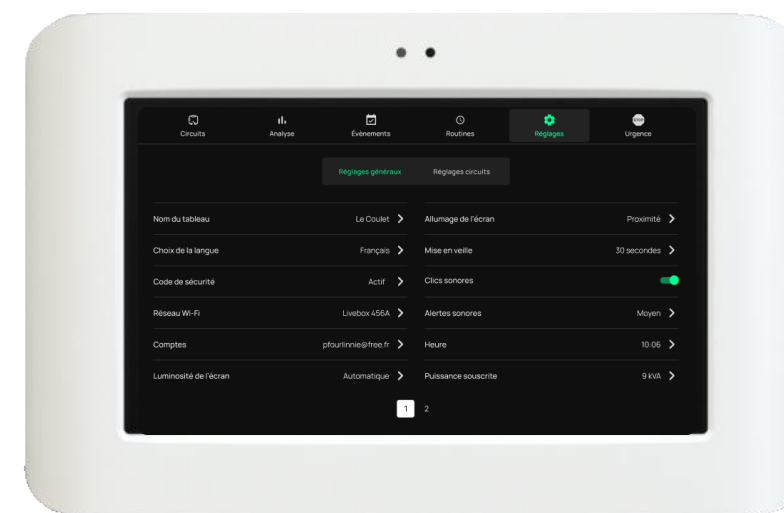 Circuits Analyse Évènements Routines Réglages STOP Urgence
Réglages généraux Réglages circuits
Nom du tableau Le Coulet Allumage de l'écran Proximité
Choix de la langue Français Mise en veille 30 secondes
Code de sécurité Actif Clics sonores
Réseau Wi-Fi Livebox 456A Alertes sonores Moyen
Comptes pfourlinnie@free.fr Heure 10:06
Luminosité de l'écran Automatique Puissance souscrite 9 kVA
1 2